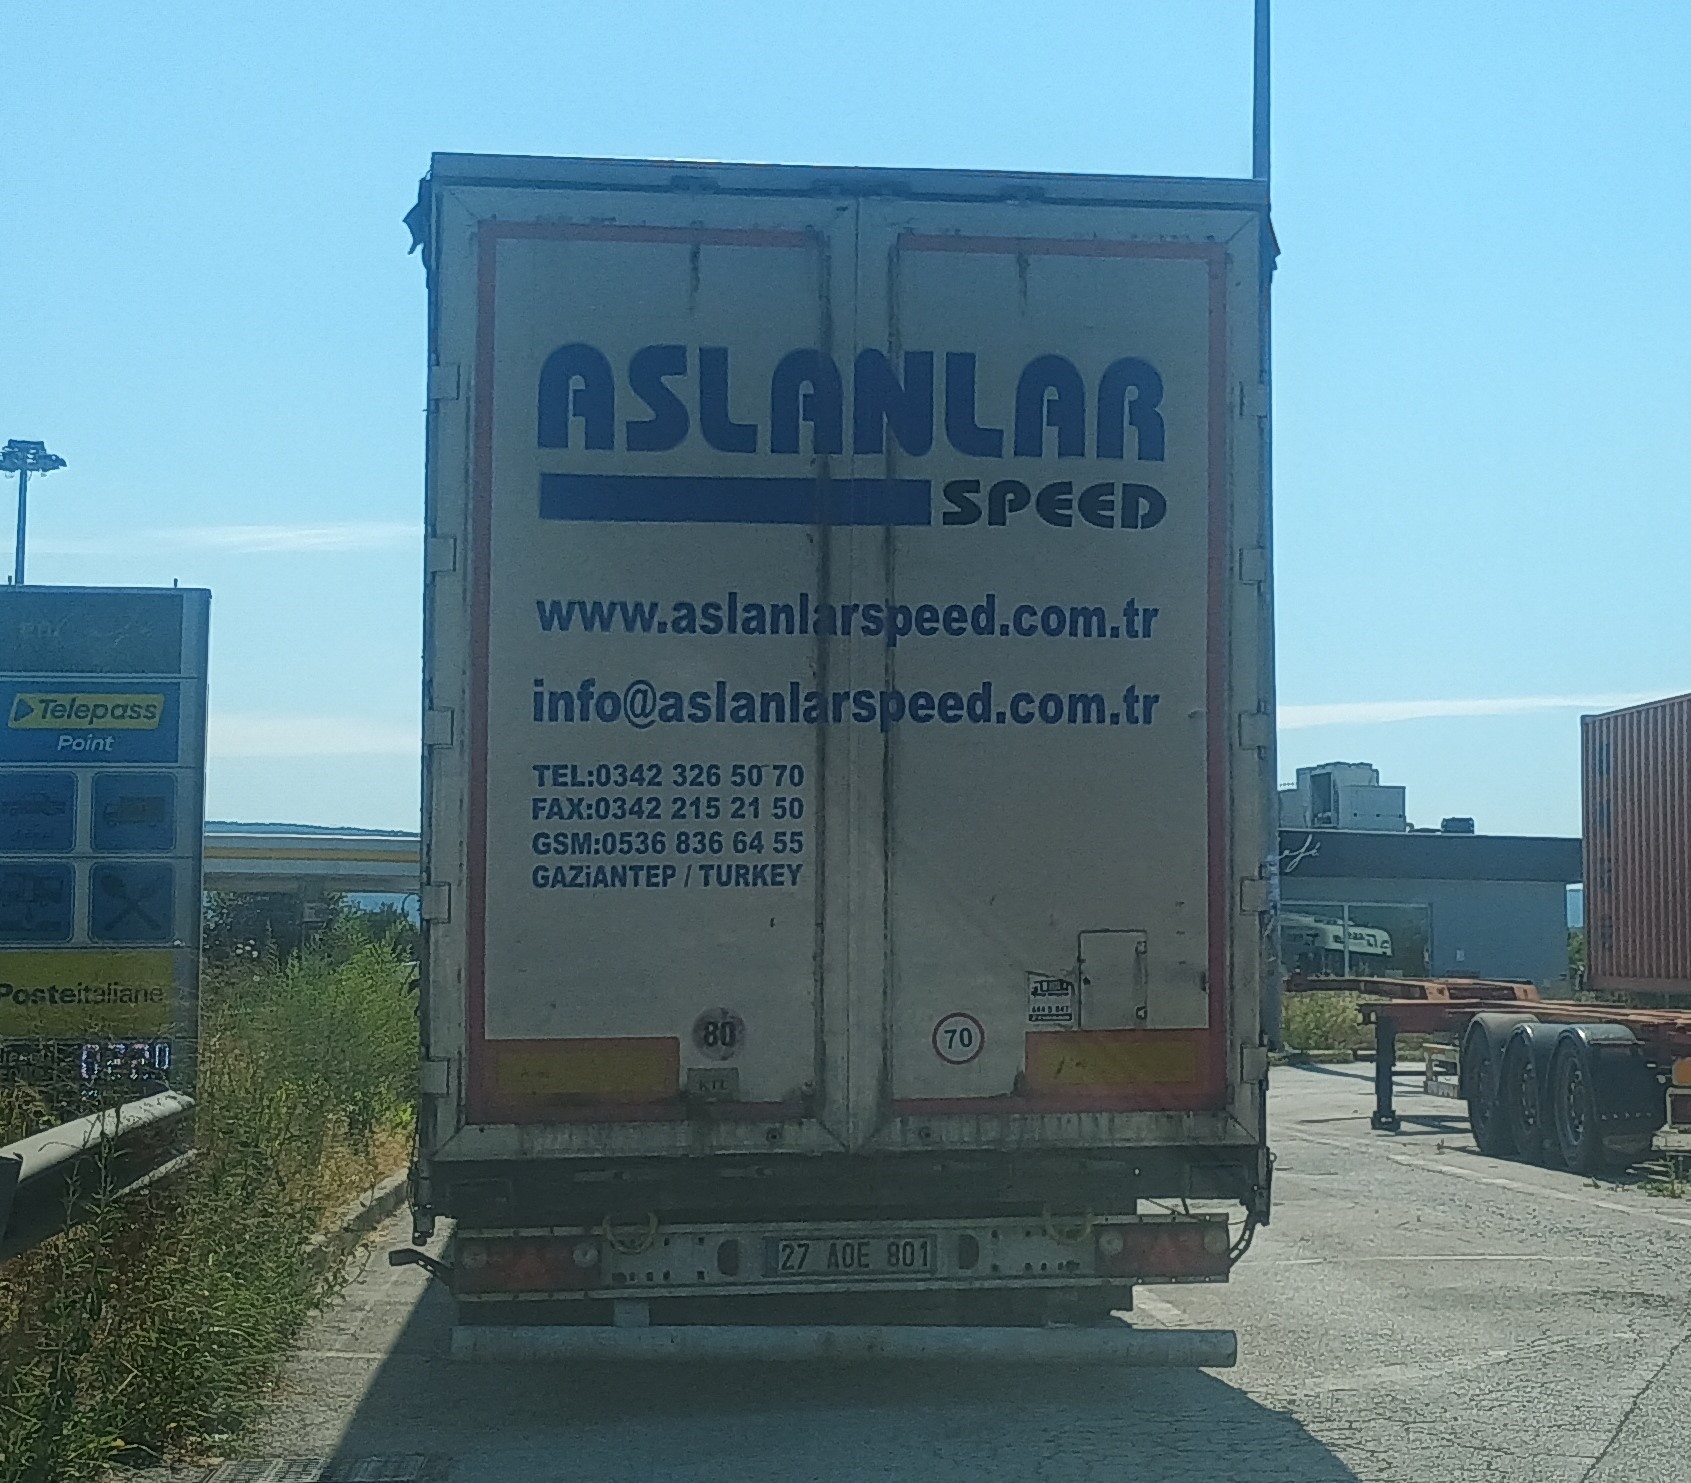 ASLANLAR
SPEED
www.aslanlarspeed.com.tr
info@aslanlarspeed.com.tr
TEL:0342 326 50 70
FAX:0342 215 21 50
GSM:0536 836 64 55
GAZiANTEP / TURKEY
80
70
KTL
27 AOE 801
Telepass
Point
Posteitaliane